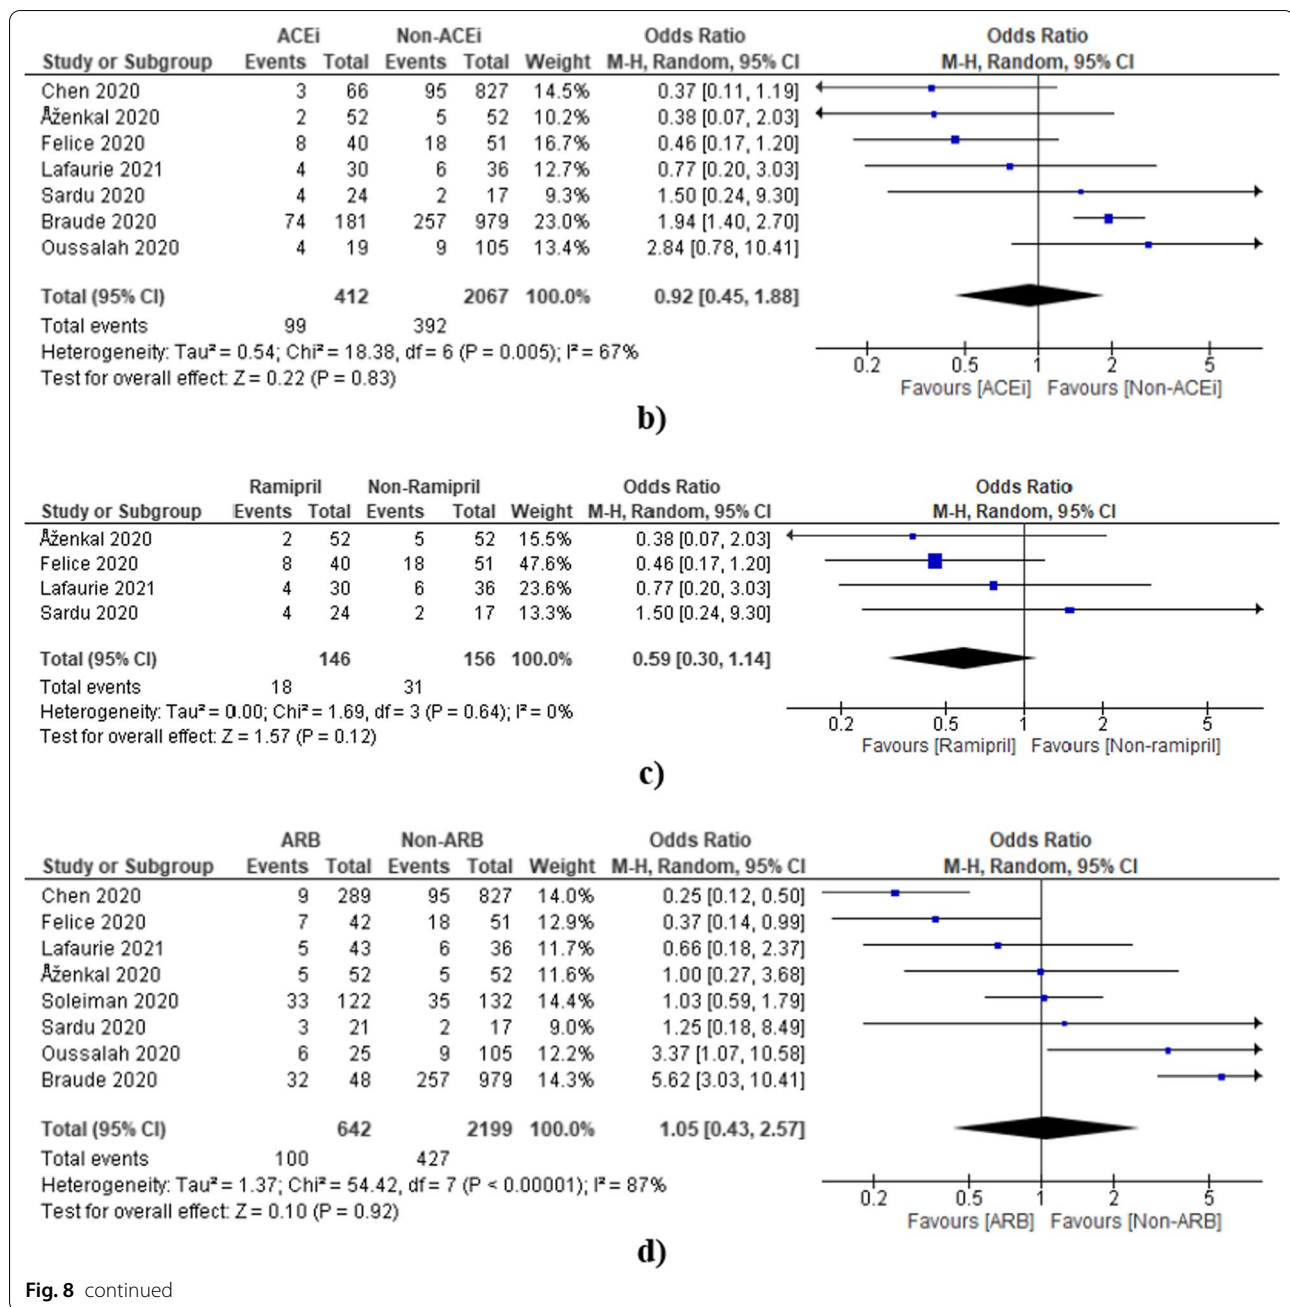 ACEi Non-ACEi Odds Ratio Odds Ratio
Study or Subgroup Events Total Events Total Weight M-H, Random, 95% CI M-H, Random, 95% CI
Chen 2020 3 66 95 827 14.5% 0.37 [0.11, 1.19]
Åženkal 2020 2 52 5 52 10.2% 0.38 [0.07, 2.03]
Felice 2020 8 40 18 51 16.7% 0.46 [0.17, 1.20]
Lafaurie 2021 4 30 6 36 12.7% 0.77 [0.20, 3.03]
Sardu 2020 4 24 2 17 9.3% 1.50 [0.24, 9.30]
Braude 2020 74 181 257 979 23.0% 1.94 [1.40, 2.70]
Oussalah 2020 4 19 9 105 13.4% 2.84 [0.78, 10.41]
Total (95% CI) 412 2067 100.0% 0.92 [0.45, 1.88]
Total events 99 392
Heterogeneity: Tau² = 0.54; Chi² = 18.38, df = 6 (P = 0.005); I² = 67%
Test for overall effect: Z = 0.22 (P = 0.83)
0.2 0.5 1 2 5
Favours [ACEi] Favours [Non-ACEi]
b)
Ramipril Non-Ramipril Odds Ratio Odds Ratio
Study or Subgroup Events Total Events Total Weight M-H, Random, 95% CI M-H, Random, 95% CI
Åženkal 2020 2 52 5 52 15.5% 0.38 [0.07, 2.03]
Felice 2020 8 40 18 51 47.6% 0.46 [0.17, 1.20]
Lafaurie 2021 4 30 6 36 23.6% 0.77 [0.20, 3.03]
Sardu 2020 4 24 2 17 13.3% 1.50 [0.24, 9.30]
Total (95% CI) 146 156 100.0% 0.59 [0.30, 1.14]
Total events 18 31
Heterogeneity: Tau² = 0.00; Chi² = 1.69, df = 3 (P = 0.64); I² = 0%
Test for overall effect: Z = 1.57 (P = 0.12)
0.2 0.5 1 2 5
Favours [Ramipril] Favours [Non-ramipril]
c)
ARB Non-ARB Odds Ratio Odds Ratio
Study or Subgroup Events Total Events Total Weight M-H, Random, 95% CI M-H, Random, 95% CI
Chen 2020 9 289 95 827 14.0% 0.25 [0.12, 0.50]
Felice 2020 7 42 18 51 12.9% 0.37 [0.14, 0.99]
Lafaurie 2021 5 43 6 36 11.7% 0.66 [0.18, 2.37]
Åženkal 2020 5 52 5 52 11.6% 1.00 [0.27, 3.68]
Soleiman 2020 33 122 35 132 14.4% 1.03 [0.59, 1.79]
Sardu 2020 3 21 2 17 9.0% 1.25 [0.18, 8.49]
Oussalah 2020 6 25 9 105 12.2% 3.37 [1.07, 10.58]
Braude 2020 32 48 257 979 14.3% 5.62 [3.03, 10.41]
Total (95% CI) 642 2199 100.0% 1.05 [0.43, 2.57]
Total events 100 427
Heterogeneity: Tau² = 1.37; Chi² = 54.42, df = 7 (P < 0.00001); I² = 87%
Test for overall effect: Z = 0.10 (P = 0.92)
0.2 0.5 1 2 5
Favours [ARB] Favours [Non-ARB]
d)
Fig. 8 continued